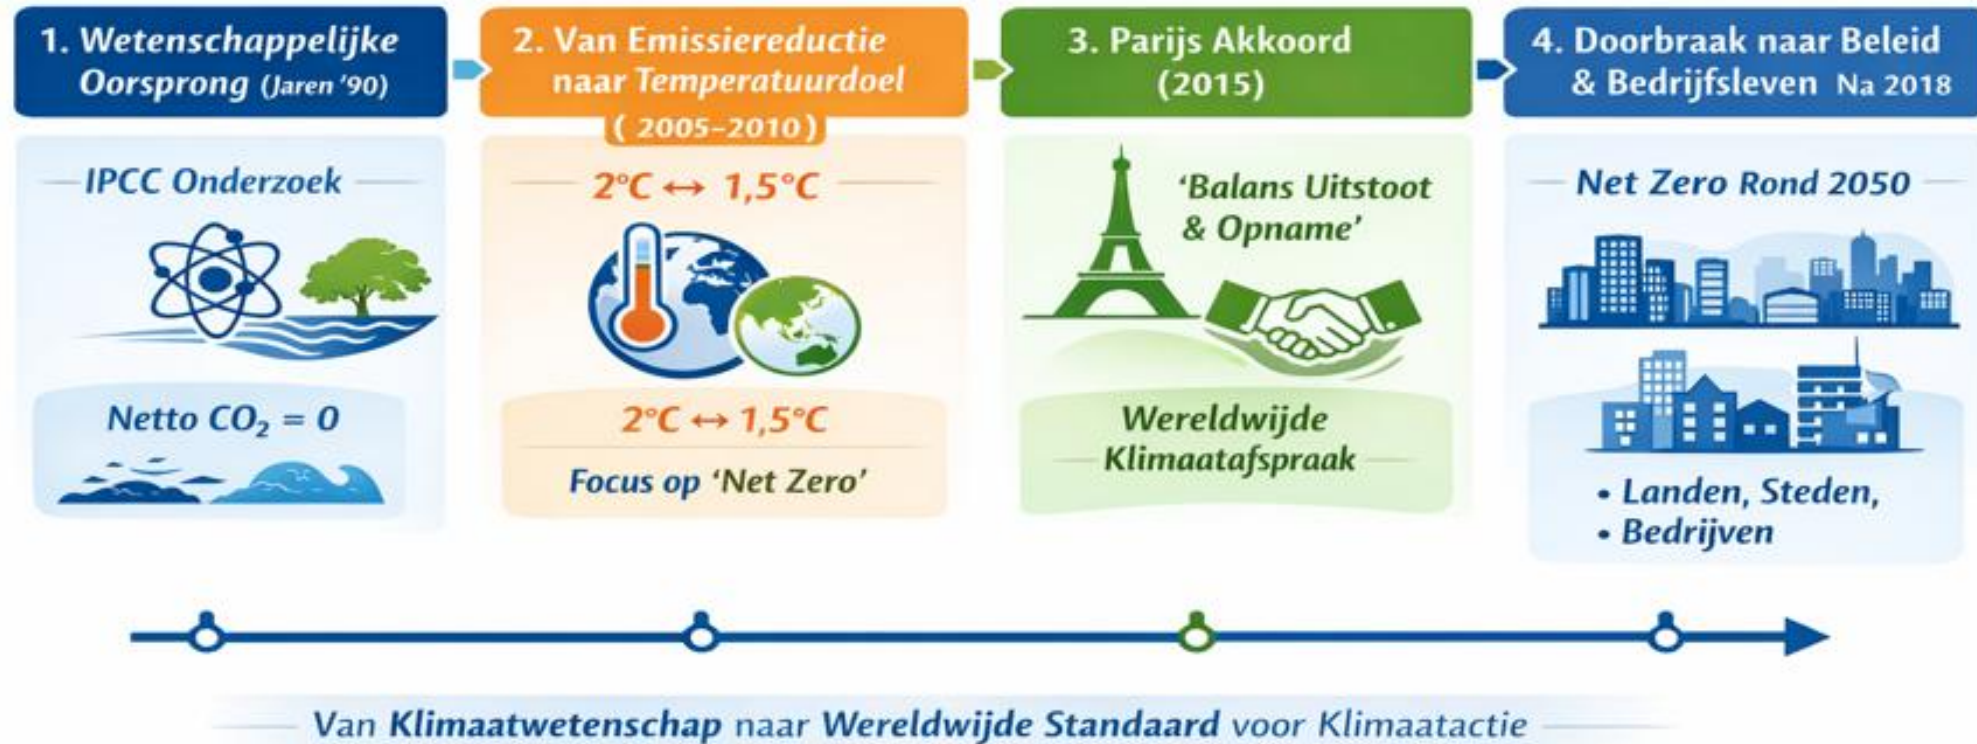 1. Wetenschappelijke
Oorsprong (Jaren '90)
IPCC Onderzoek
Netto CO₂ = 0
2. Van Emissiereductie
naar Temperatuurdoel
( 2005–2010 )
2°C ↔ 1,5°C
2°C ↔ 1,5°C
Focus op 'Net Zero'
3. Parijs Akkoord
(2015)
'Balans Uitstoot
& Opname'
Wereldwijde
Klimaatafspraak
4. Doorbraak naar Beleid
& Bedrijfsleven Na 2018
Net Zero Rond 2050
• Landen, Steden,
• Bedrijven
Van Klimaatwetenschap naar Wereldwijde Standaard voor Klimaatactie